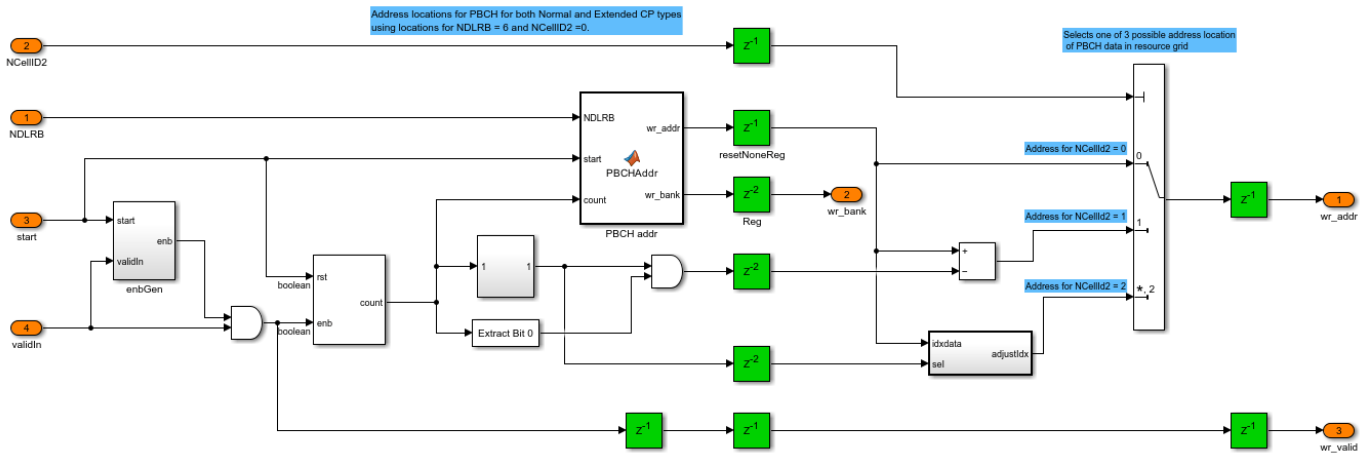 Address locations for PBCH for both Normal and Extended CP types
using locations for NDLRB = 6 and NCellID2 =0.
Selects one of 3 possible address location
of PBCH data in resource grid
2
NCellID2
z-1
1
NDLRB
NDLRB
start
count
PBCHAddr
wr_addr
wr_bank
PBCH addr
z-1
resetNoneReg
z-2
Reg
2
wr_bank
Address for NCellId2 = 0
0
Address for NCellId2 = 1
1
Address for NCellId2 = 2
*, 2
z-1
1
wr_addr
3
start
start
validIn
enb
enbGen
4
validIn
boolean
boolean
rst
enb
count
1
1
Extract Bit 0
z-2
+
−
z-2
idxdata
sel
adjustIdx
z-1
z-1
z-1
3
wr_valid